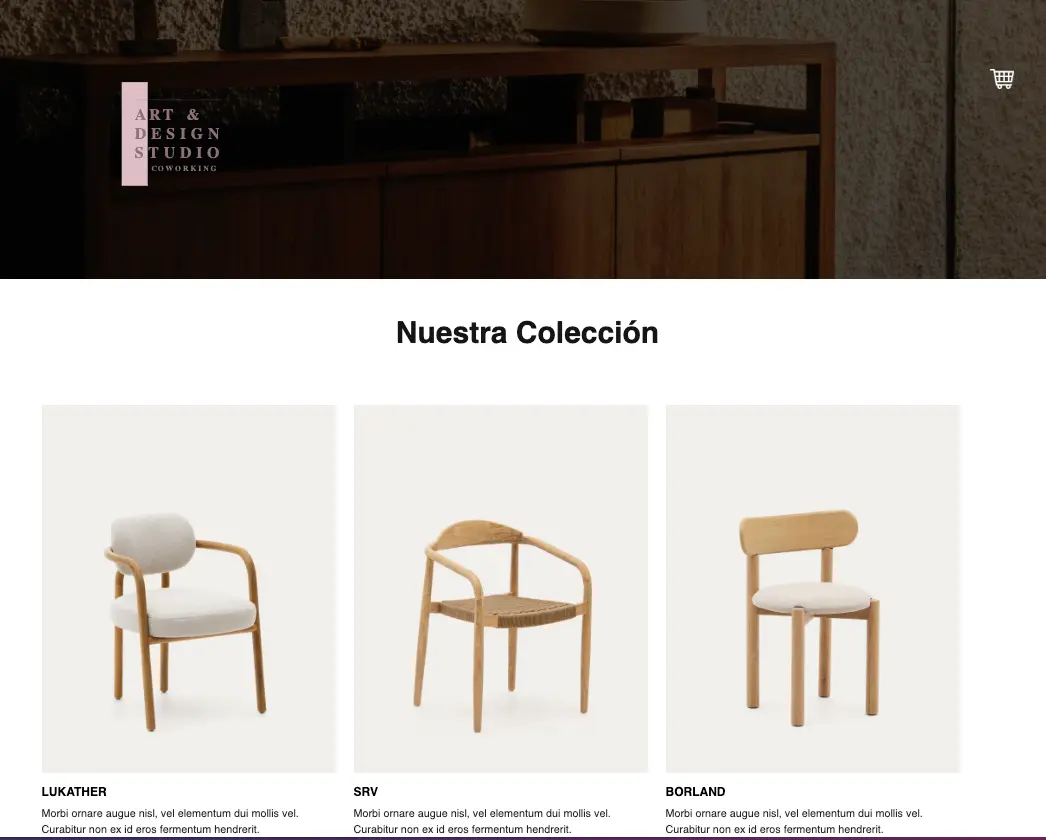 ART &
DESIGN
STUDIO
COWORKING
Nuestra Colección
LUKATHER
Morbi ornare augue nisl, vel elementum dui mollis vel.
Curabitur non ex id eros fermentum hendrerit.
SRV
Morbi ornare augue nisl, vel elementum dui mollis vel.
Curabitur non ex id eros fermentum hendrerit.
BORLAND
Morbi ornare augue nisl, vel elementum dui mollis vel.
Curabitur non ex id eros fermentum hendrerit.